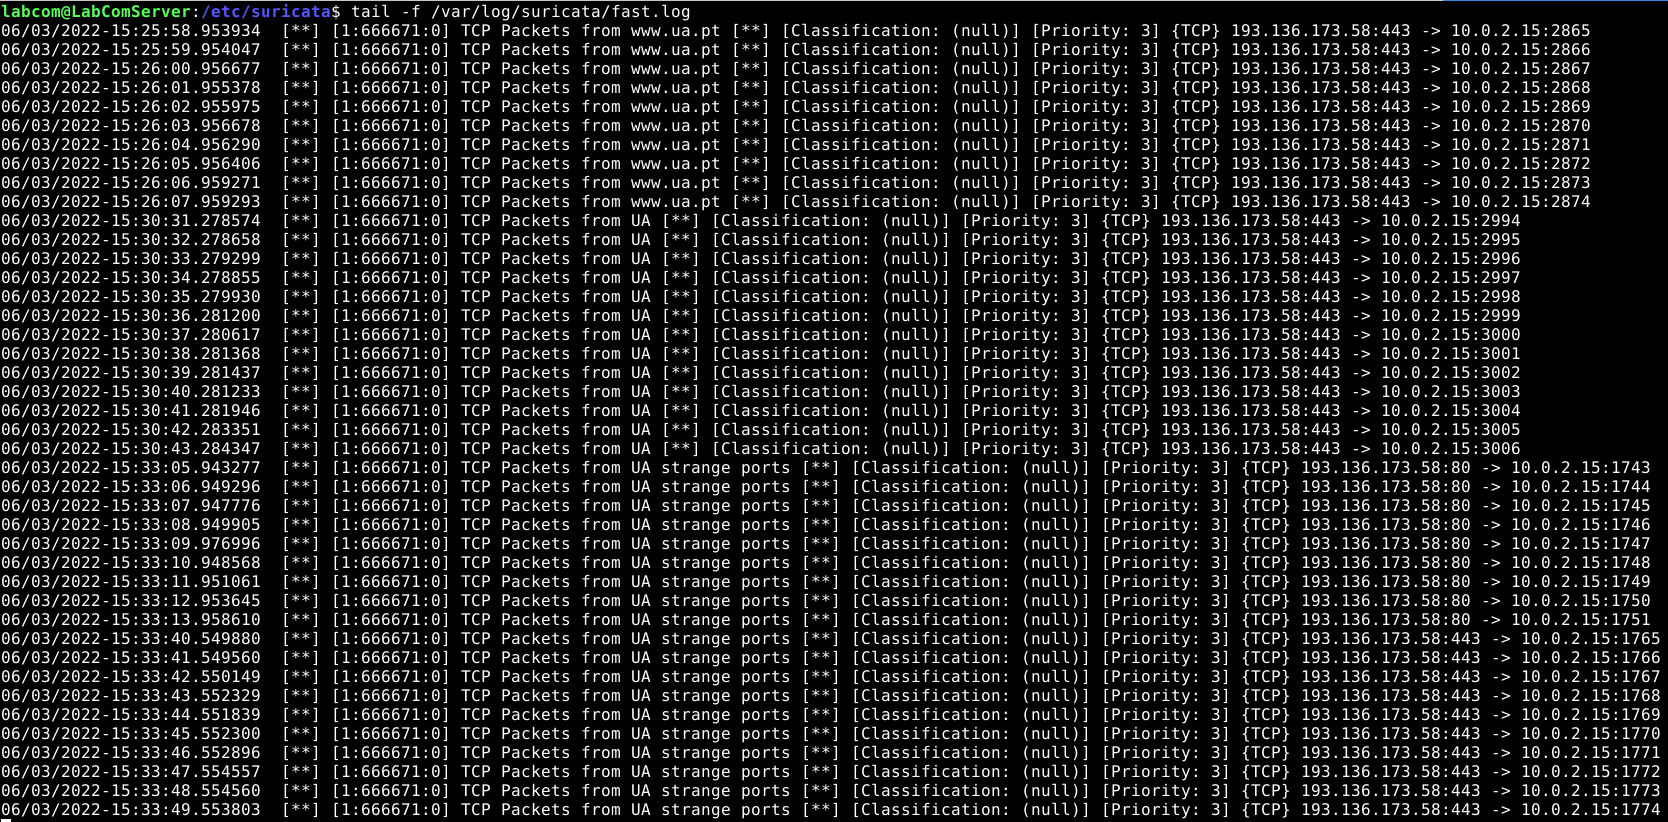 labcom@LabComServer:/etc/suricata$ tail -f /var/log/suricata/fast.log
06/03/2022-15:25:58.953934  [**] [1:666671:0] TCP Packets from www.ua.pt [**] [Classification: (null)] [Priority: 3] {TCP} 193.136.173.58:443 -> 10.0.2.15:2865
06/03/2022-15:25:59.954047  [**] [1:666671:0] TCP Packets from www.ua.pt [**] [Classification: (null)] [Priority: 3] {TCP} 193.136.173.58:443 -> 10.0.2.15:2866
06/03/2022-15:26:00.956677  [**] [1:666671:0] TCP Packets from www.ua.pt [**] [Classification: (null)] [Priority: 3] {TCP} 193.136.173.58:443 -> 10.0.2.15:2867
06/03/2022-15:26:01.955378  [**] [1:666671:0] TCP Packets from www.ua.pt [**] [Classification: (null)] [Priority: 3] {TCP} 193.136.173.58:443 -> 10.0.2.15:2868
06/03/2022-15:26:02.955975  [**] [1:666671:0] TCP Packets from www.ua.pt [**] [Classification: (null)] [Priority: 3] {TCP} 193.136.173.58:443 -> 10.0.2.15:2869
06/03/2022-15:26:03.956678  [**] [1:666671:0] TCP Packets from www.ua.pt [**] [Classification: (null)] [Priority: 3] {TCP} 193.136.173.58:443 -> 10.0.2.15:2870
06/03/2022-15:26:04.956290  [**] [1:666671:0] TCP Packets from www.ua.pt [**] [Classification: (null)] [Priority: 3] {TCP} 193.136.173.58:443 -> 10.0.2.15:2871
06/03/2022-15:26:05.956406  [**] [1:666671:0] TCP Packets from www.ua.pt [**] [Classification: (null)] [Priority: 3] {TCP} 193.136.173.58:443 -> 10.0.2.15:2872
06/03/2022-15:26:06.959271  [**] [1:666671:0] TCP Packets from www.ua.pt [**] [Classification: (null)] [Priority: 3] {TCP} 193.136.173.58:443 -> 10.0.2.15:2873
06/03/2022-15:26:07.959293  [**] [1:666671:0] TCP Packets from www.ua.pt [**] [Classification: (null)] [Priority: 3] {TCP} 193.136.173.58:443 -> 10.0.2.15:2874
06/03/2022-15:30:31.278574  [**] [1:666671:0] TCP Packets from UA [**] [Classification: (null)] [Priority: 3] {TCP} 193.136.173.58:443 -> 10.0.2.15:2994
06/03/2022-15:30:32.278658  [**] [1:666671:0] TCP Packets from UA [**] [Classification: (null)] [Priority: 3] {TCP} 193.136.173.58:443 -> 10.0.2.15:2995
06/03/2022-15:30:33.279299  [**] [1:666671:0] TCP Packets from UA [**] [Classification: (null)] [Priority: 3] {TCP} 193.136.173.58:443 -> 10.0.2.15:2996
06/03/2022-15:30:34.278855  [**] [1:666671:0] TCP Packets from UA [**] [Classification: (null)] [Priority: 3] {TCP} 193.136.173.58:443 -> 10.0.2.15:2997
06/03/2022-15:30:35.279930  [**] [1:666671:0] TCP Packets from UA [**] [Classification: (null)] [Priority: 3] {TCP} 193.136.173.58:443 -> 10.0.2.15:2998
06/03/2022-15:30:36.281200  [**] [1:666671:0] TCP Packets from UA [**] [Classification: (null)] [Priority: 3] {TCP} 193.136.173.58:443 -> 10.0.2.15:2999
06/03/2022-15:30:37.280617  [**] [1:666671:0] TCP Packets from UA [**] [Classification: (null)] [Priority: 3] {TCP} 193.136.173.58:443 -> 10.0.2.15:3000
06/03/2022-15:30:38.281368  [**] [1:666671:0] TCP Packets from UA [**] [Classification: (null)] [Priority: 3] {TCP} 193.136.173.58:443 -> 10.0.2.15:3001
06/03/2022-15:30:39.281437  [**] [1:666671:0] TCP Packets from UA [**] [Classification: (null)] [Priority: 3] {TCP} 193.136.173.58:443 -> 10.0.2.15:3002
06/03/2022-15:30:40.281233  [**] [1:666671:0] TCP Packets from UA [**] [Classification: (null)] [Priority: 3] {TCP} 193.136.173.58:443 -> 10.0.2.15:3003
06/03/2022-15:30:41.281946  [**] [1:666671:0] TCP Packets from UA [**] [Classification: (null)] [Priority: 3] {TCP} 193.136.173.58:443 -> 10.0.2.15:3004
06/03/2022-15:30:42.283351  [**] [1:666671:0] TCP Packets from UA [**] [Classification: (null)] [Priority: 3] {TCP} 193.136.173.58:443 -> 10.0.2.15:3005
06/03/2022-15:30:43.284347  [**] [1:666671:0] TCP Packets from UA [**] [Classification: (null)] [Priority: 3] {TCP} 193.136.173.58:443 -> 10.0.2.15:3006
06/03/2022-15:33:05.943277  [**] [1:666671:0] TCP Packets from UA strange ports [**] [Classification: (null)] [Priority: 3] {TCP} 193.136.173.58:80 -> 10.0.2.15:1743
06/03/2022-15:33:06.949296  [**] [1:666671:0] TCP Packets from UA strange ports [**] [Classification: (null)] [Priority: 3] {TCP} 193.136.173.58:80 -> 10.0.2.15:1744
06/03/2022-15:33:07.947776  [**] [1:666671:0] TCP Packets from UA strange ports [**] [Classification: (null)] [Priority: 3] {TCP} 193.136.173.58:80 -> 10.0.2.15:1745
06/03/2022-15:33:08.949905  [**] [1:666671:0] TCP Packets from UA strange ports [**] [Classification: (null)] [Priority: 3] {TCP} 193.136.173.58:80 -> 10.0.2.15:1746
06/03/2022-15:33:09.976996  [**] [1:666671:0] TCP Packets from UA strange ports [**] [Classification: (null)] [Priority: 3] {TCP} 193.136.173.58:80 -> 10.0.2.15:1747
06/03/2022-15:33:10.948568  [**] [1:666671:0] TCP Packets from UA strange ports [**] [Classification: (null)] [Priority: 3] {TCP} 193.136.173.58:80 -> 10.0.2.15:1748
06/03/2022-15:33:11.951061  [**] [1:666671:0] TCP Packets from UA strange ports [**] [Classification: (null)] [Priority: 3] {TCP} 193.136.173.58:80 -> 10.0.2.15:1749
06/03/2022-15:33:12.953645  [**] [1:666671:0] TCP Packets from UA strange ports [**] [Classification: (null)] [Priority: 3] {TCP} 193.136.173.58:80 -> 10.0.2.15:1750
06/03/2022-15:33:13.958610  [**] [1:666671:0] TCP Packets from UA strange ports [**] [Classification: (null)] [Priority: 3] {TCP} 193.136.173.58:80 -> 10.0.2.15:1751
06/03/2022-15:33:40.549880  [**] [1:666671:0] TCP Packets from UA strange ports [**] [Classification: (null)] [Priority: 3] {TCP} 193.136.173.58:443 -> 10.0.2.15:1765
06/03/2022-15:33:41.549560  [**] [1:666671:0] TCP Packets from UA strange ports [**] [Classification: (null)] [Priority: 3] {TCP} 193.136.173.58:443 -> 10.0.2.15:1766
06/03/2022-15:33:42.550149  [**] [1:666671:0] TCP Packets from UA strange ports [**] [Classification: (null)] [Priority: 3] {TCP} 193.136.173.58:443 -> 10.0.2.15:1767
06/03/2022-15:33:43.552329  [**] [1:666671:0] TCP Packets from UA strange ports [**] [Classification: (null)] [Priority: 3] {TCP} 193.136.173.58:443 -> 10.0.2.15:1768
06/03/2022-15:33:44.551839  [**] [1:666671:0] TCP Packets from UA strange ports [**] [Classification: (null)] [Priority: 3] {TCP} 193.136.173.58:443 -> 10.0.2.15:1769
06/03/2022-15:33:45.552300  [**] [1:666671:0] TCP Packets from UA strange ports [**] [Classification: (null)] [Priority: 3] {TCP} 193.136.173.58:443 -> 10.0.2.15:1770
06/03/2022-15:33:46.552896  [**] [1:666671:0] TCP Packets from UA strange ports [**] [Classification: (null)] [Priority: 3] {TCP} 193.136.173.58:443 -> 10.0.2.15:1771
06/03/2022-15:33:47.554557  [**] [1:666671:0] TCP Packets from UA strange ports [**] [Classification: (null)] [Priority: 3] {TCP} 193.136.173.58:443 -> 10.0.2.15:1772
06/03/2022-15:33:48.554560  [**] [1:666671:0] TCP Packets from UA strange ports [**] [Classification: (null)] [Priority: 3] {TCP} 193.136.173.58:443 -> 10.0.2.15:1773
06/03/2022-15:33:49.553803  [**] [1:666671:0] TCP Packets from UA strange ports [**] [Classification: (null)] [Priority: 3] {TCP} 193.136.173.58:443 -> 10.0.2.15:1774